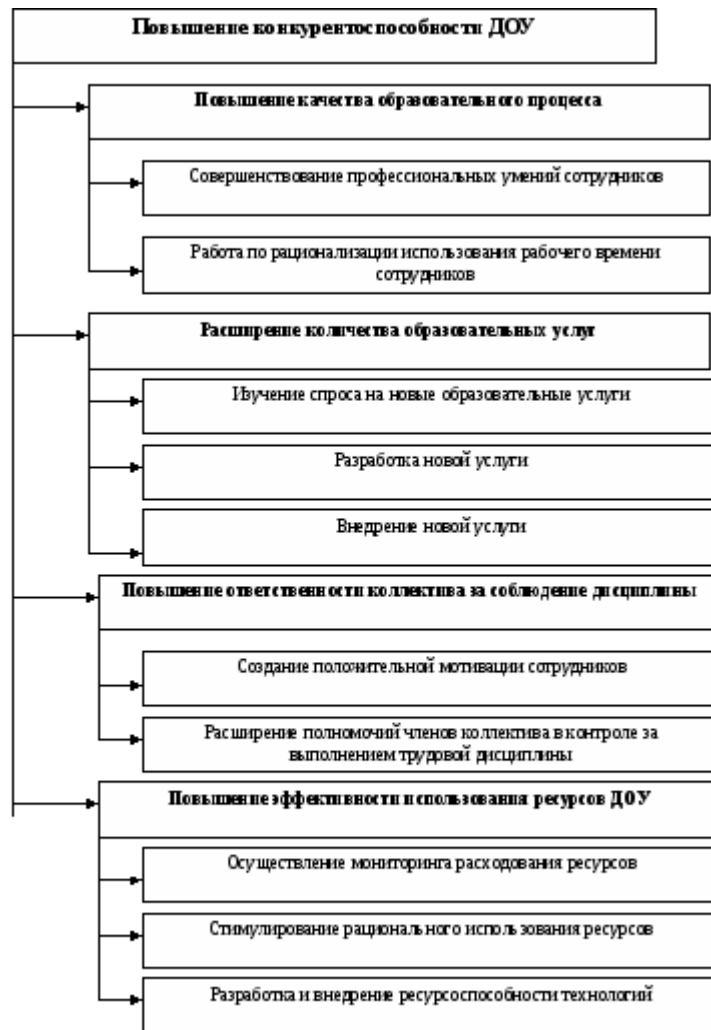 Повышение конкурентоспособности ДОУ
Повышение качества образовательного процесса
Совершенствование профессиональных умений сотрудников
Работа по рационализации использования рабочего времени
сотрудников
Расширение количества образовательных услуг
Изучение спроса на новые образовательные услуги
Разработка новой услуги
Внедрение новой услуги
Повышение ответственности коллектива за соблюдение дисциплины
Создание положительной мотивации сотрудников
Расширение полномочий членов коллектива в контроле за
выполнением трудовой дисциплины
Повышение эффективности использования ресурсов ДОУ
Осуществление мониторинга расходования ресурсов
Стимулирование рационального использования ресурсов
Разработка и внедрение ресурсоспособности технологий